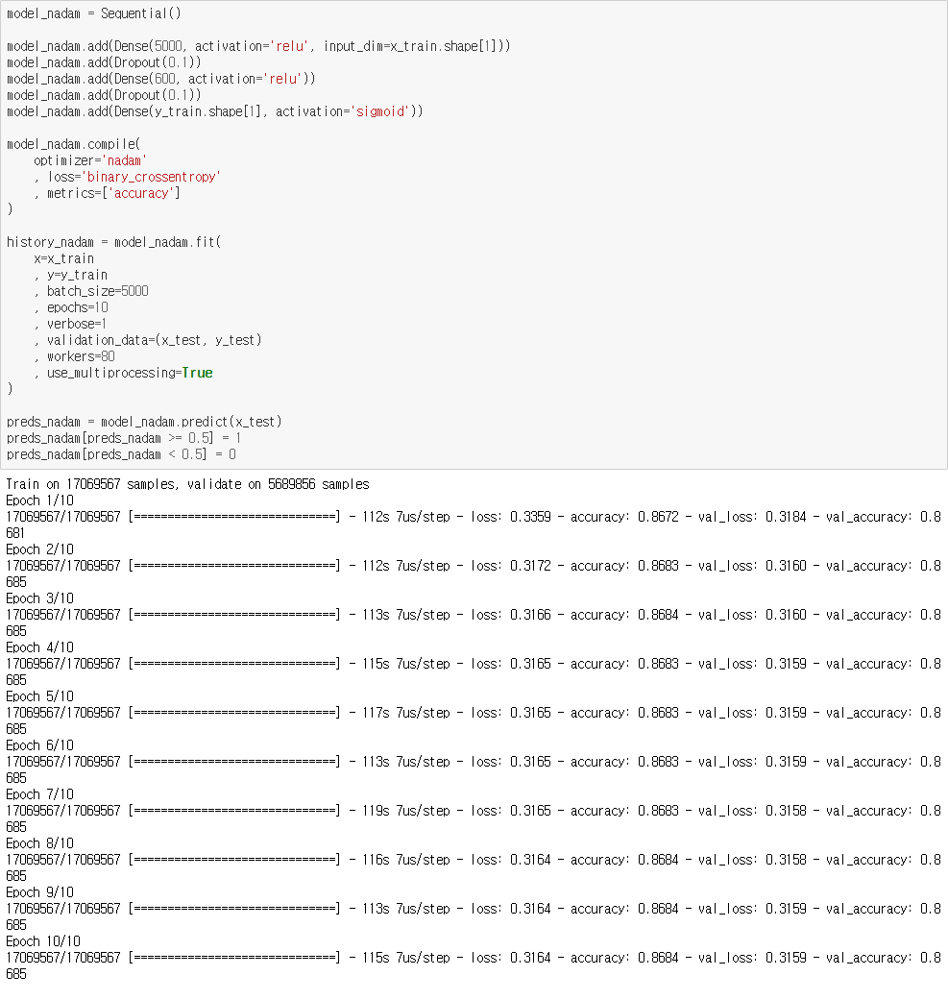 model_nadam = Sequential()

model_nadam.add(Dense(5000, activation='relu', input_dim=x_train.shape[1]))
model_nadam.add(Dropout(0.1))
model_nadam.add(Dense(600, activation='relu'))
model_nadam.add(Dropout(0.1))
model_nadam.add(Dense(y_train.shape[1], activation='sigmoid'))

model_nadam.compile(
    optimizer='nadam'
    , loss='binary_crossentropy'
    , metrics=['accuracy']
)

history_nadam = model_nadam.fit(
    x=x_train
    , y=y_train
    , batch_size=5000
    , epochs=10
    , verbose=1
    , validation_data=(x_test, y_test)
    , workers=80
    , use_multiprocessing=True
)

preds_nadam = model_nadam.predict(x_test)
preds_nadam[preds_nadam >= 0.5] = 1
preds_nadam[preds_nadam < 0.5] = 0
Train on 17069567 samples, validate on 5689856 samples
Epoch 1/10
17069567/17069567 [==============================] - 112s 7us/step - loss: 0.3359 - accuracy: 0.8672 - val_loss: 0.3184 - val_accuracy: 0.8
681
Epoch 2/10
17069567/17069567 [==============================] - 112s 7us/step - loss: 0.3172 - accuracy: 0.8683 - val_loss: 0.3160 - val_accuracy: 0.8
685
Epoch 3/10
17069567/17069567 [==============================] - 113s 7us/step - loss: 0.3166 - accuracy: 0.8684 - val_loss: 0.3160 - val_accuracy: 0.8
685
Epoch 4/10
17069567/17069567 [==============================] - 115s 7us/step - loss: 0.3165 - accuracy: 0.8683 - val_loss: 0.3159 - val_accuracy: 0.8
685
Epoch 5/10
17069567/17069567 [==============================] - 117s 7us/step - loss: 0.3165 - accuracy: 0.8683 - val_loss: 0.3159 - val_accuracy: 0.8
685
Epoch 6/10
17069567/17069567 [==============================] - 113s 7us/step - loss: 0.3165 - accuracy: 0.8683 - val_loss: 0.3159 - val_accuracy: 0.8
685
Epoch 7/10
17069567/17069567 [==============================] - 119s 7us/step - loss: 0.3165 - accuracy: 0.8683 - val_loss: 0.3158 - val_accuracy: 0.8
685
Epoch 8/10
17069567/17069567 [==============================] - 116s 7us/step - loss: 0.3164 - accuracy: 0.8684 - val_loss: 0.3158 - val_accuracy: 0.8
685
Epoch 9/10
17069567/17069567 [==============================] - 113s 7us/step - loss: 0.3164 - accuracy: 0.8684 - val_loss: 0.3159 - val_accuracy: 0.8
685
Epoch 10/10
17069567/17069567 [==============================] - 115s 7us/step - loss: 0.3164 - accuracy: 0.8684 - val_loss: 0.3159 - val_accuracy: 0.8
685